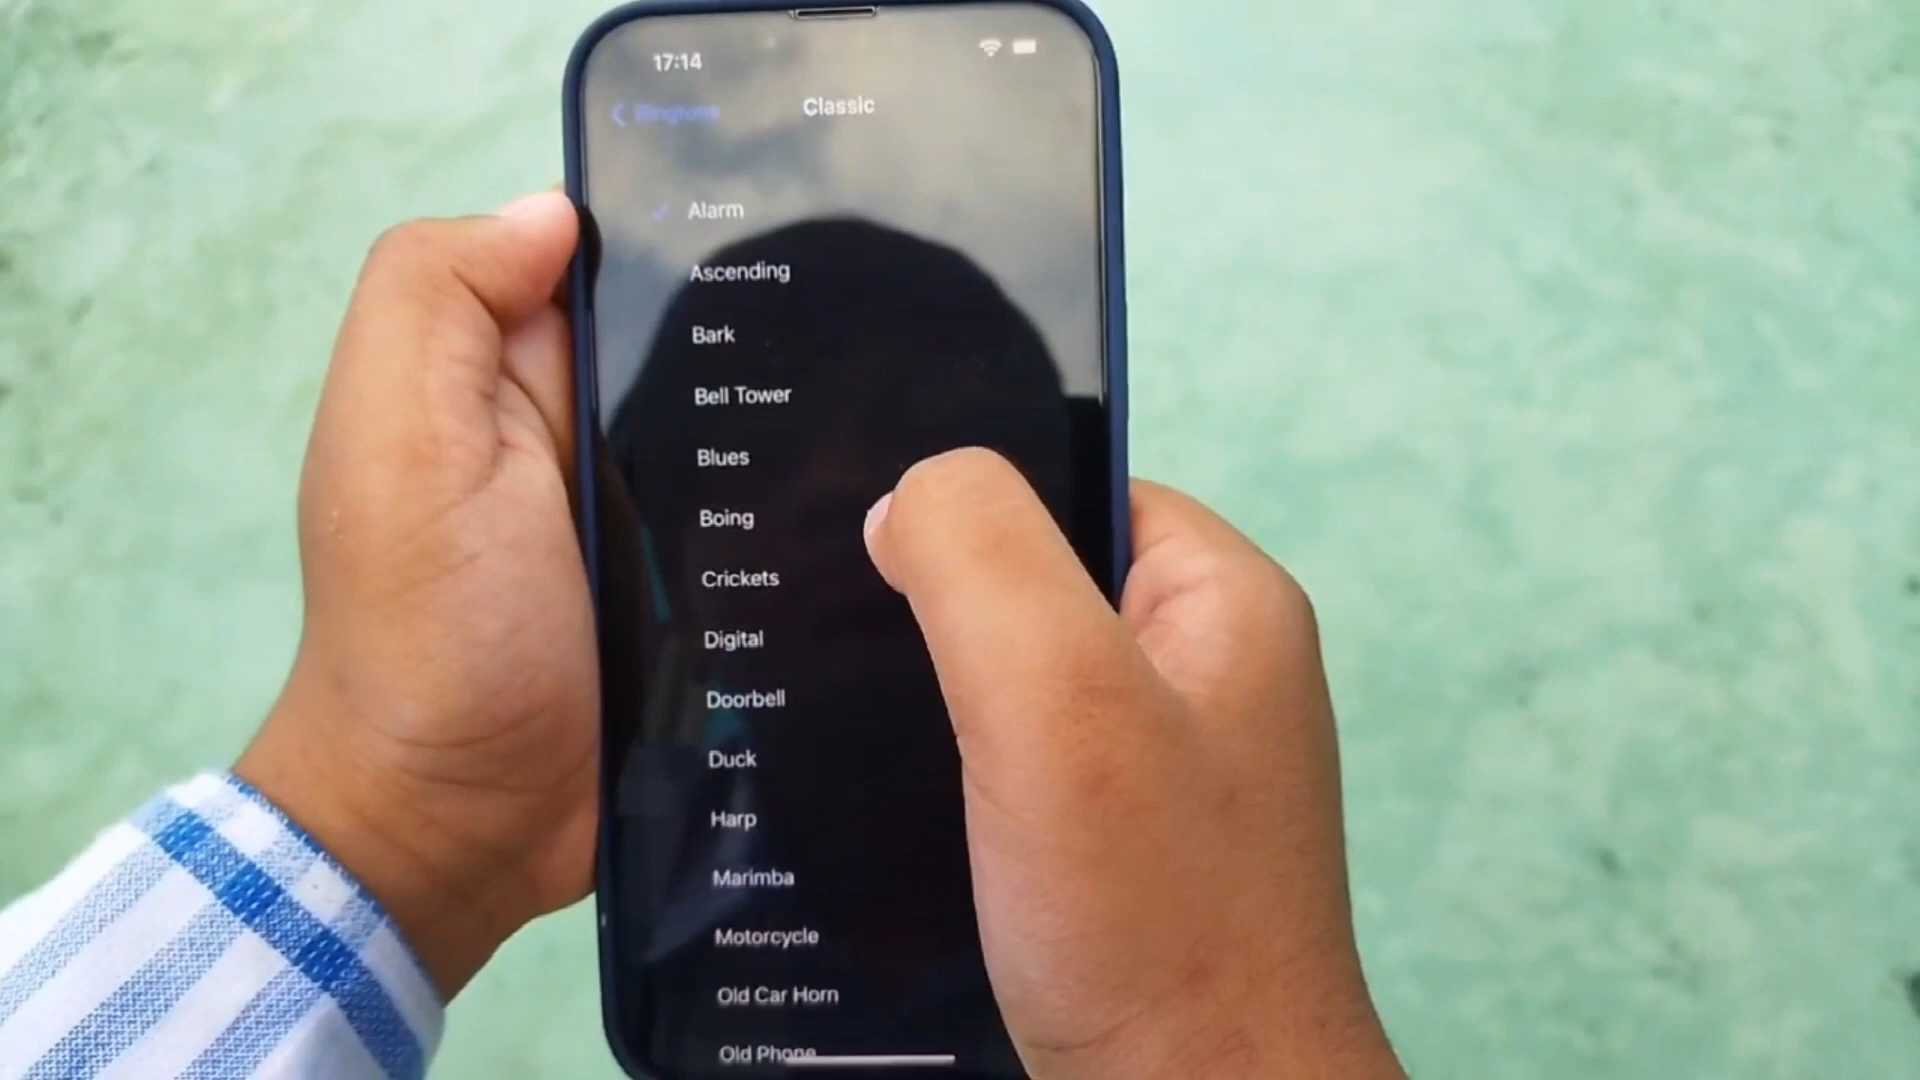 17:14
Ringtone
Classic
Alarm
Ascending
Bark
Bell Tower
Blues
Boing
Crickets
Digital
Doorbell
Duck
Harp
Marimba
Motorcycle
Old Car Horn
Old Phone